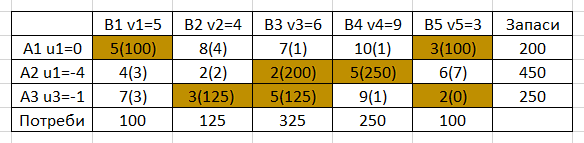 B1 v1=5 B2 v2=4 B3 v3=6 B4 v4=9 B5 v5=3 Запаси
A1 u1=0 5(100) 8(4) 7(1) 10(1) 3(100) 200
A2 u1=-4 4(3) 2(2) 2(200) 5(250) 6(7) 450
A3 u3=-1 7(3) 3(125) 5(125) 9(1) 2(0) 250
Потреби 100 125 325 250 100